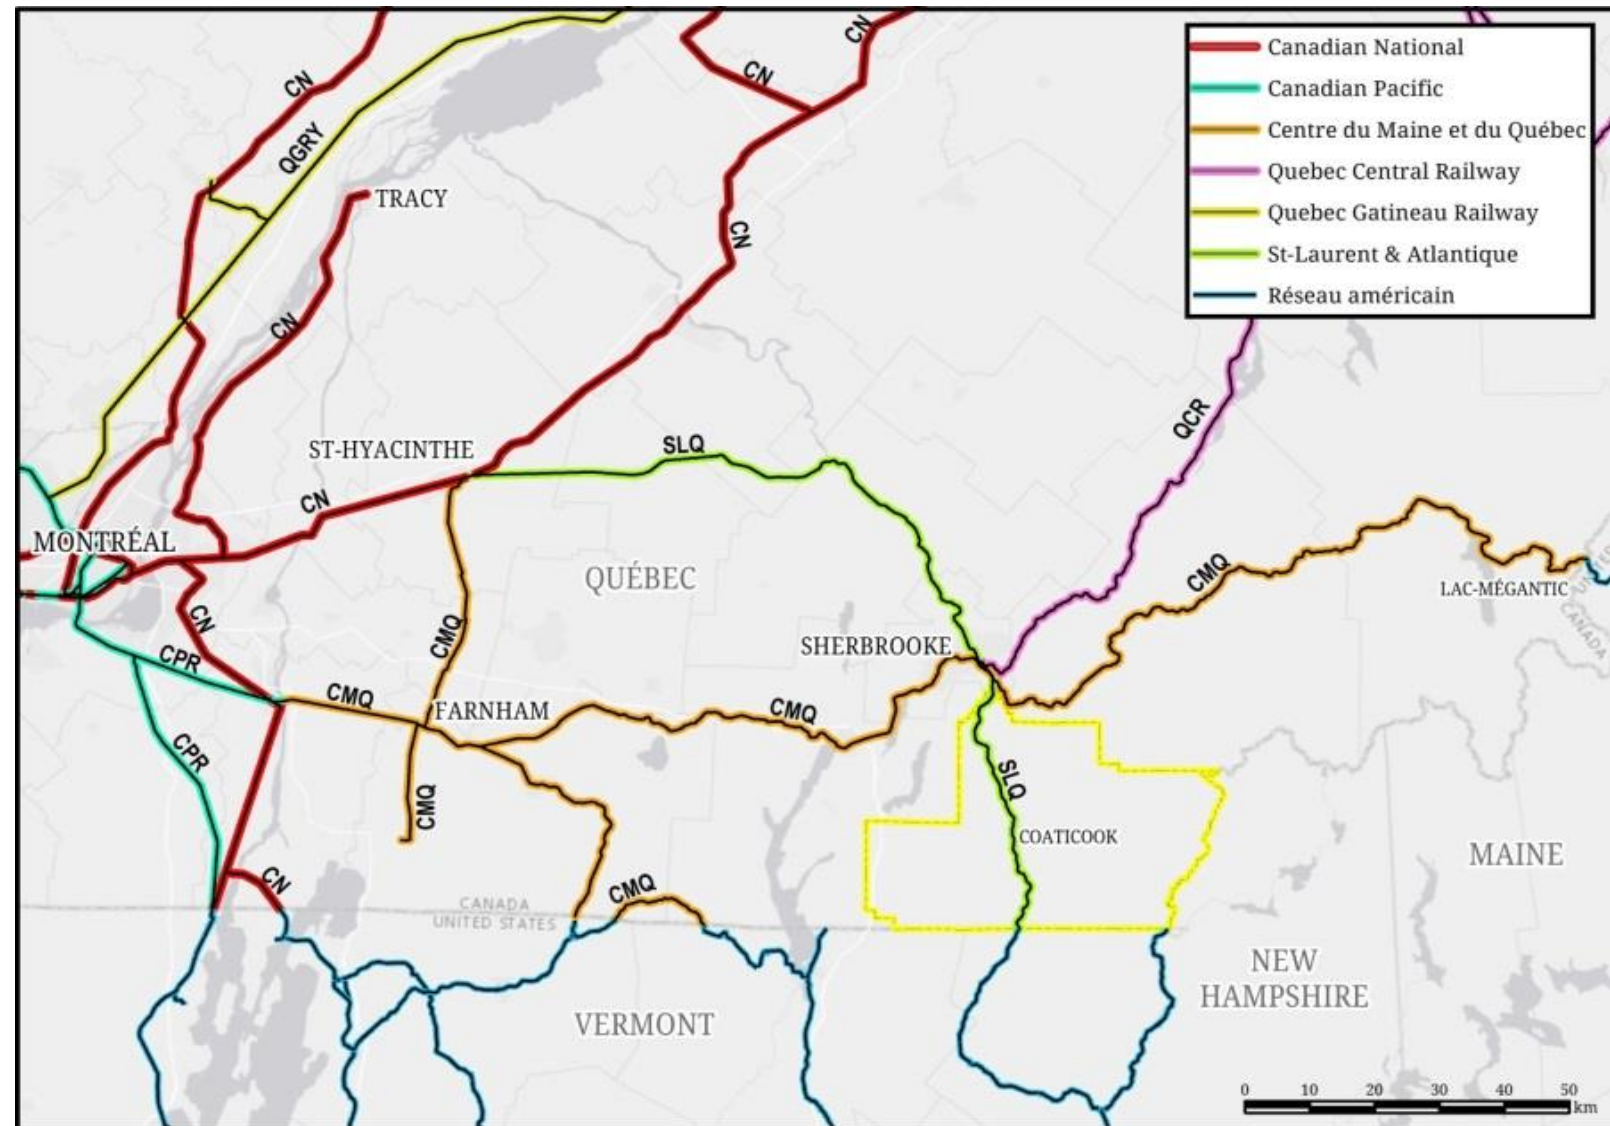 CN
CN
CN
QGRY
TRACY
CN
CN
Canadian National
Canadian Pacific
Centre du Maine et du Québec
Quebec Central Railway
Quebec Gatineau Railway
St-Laurent & Atlantique
Réseau américain
QCR
ST-HYACINTHE
SLQ
CN
MONTRÉAL
QUÉBEC
CMQ
LAC-MÉGANTIC
CANADA
CN
CMQ
SHERBROOKE
CPR
CMQ
FARNHAM
CMQ
CPR
CMQ
SLQ
COATICOOK
MAINE
CN
CMQ
CANADA
UNITED STATES
NEW
HAMPSHIRE
VERMONT
0 10 20 30 40 50
km